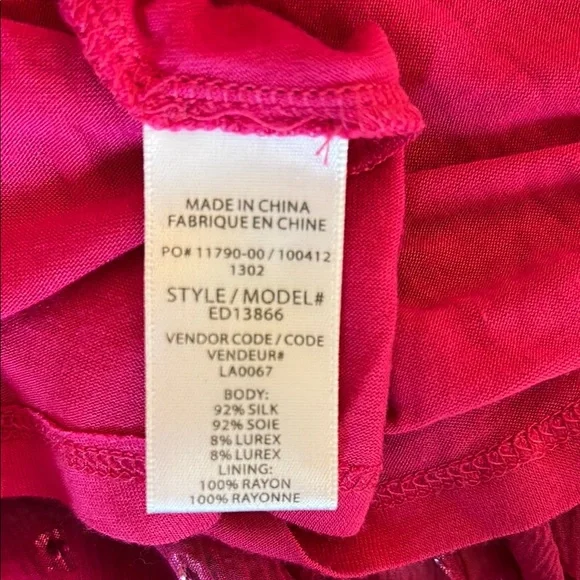 MADE IN CHINA
FABRIQUE EN CHINE
PO# 11790-00 / 100412
1302
STYLE / MODEL#
ED13866
VENDOR CODE / CODE
VENDEUR#
LA0067
BODY:
92% SILK
92% SOIE
8% LUREX
8% LUREX
LINING:
100% RAYON
100% RAYONNE